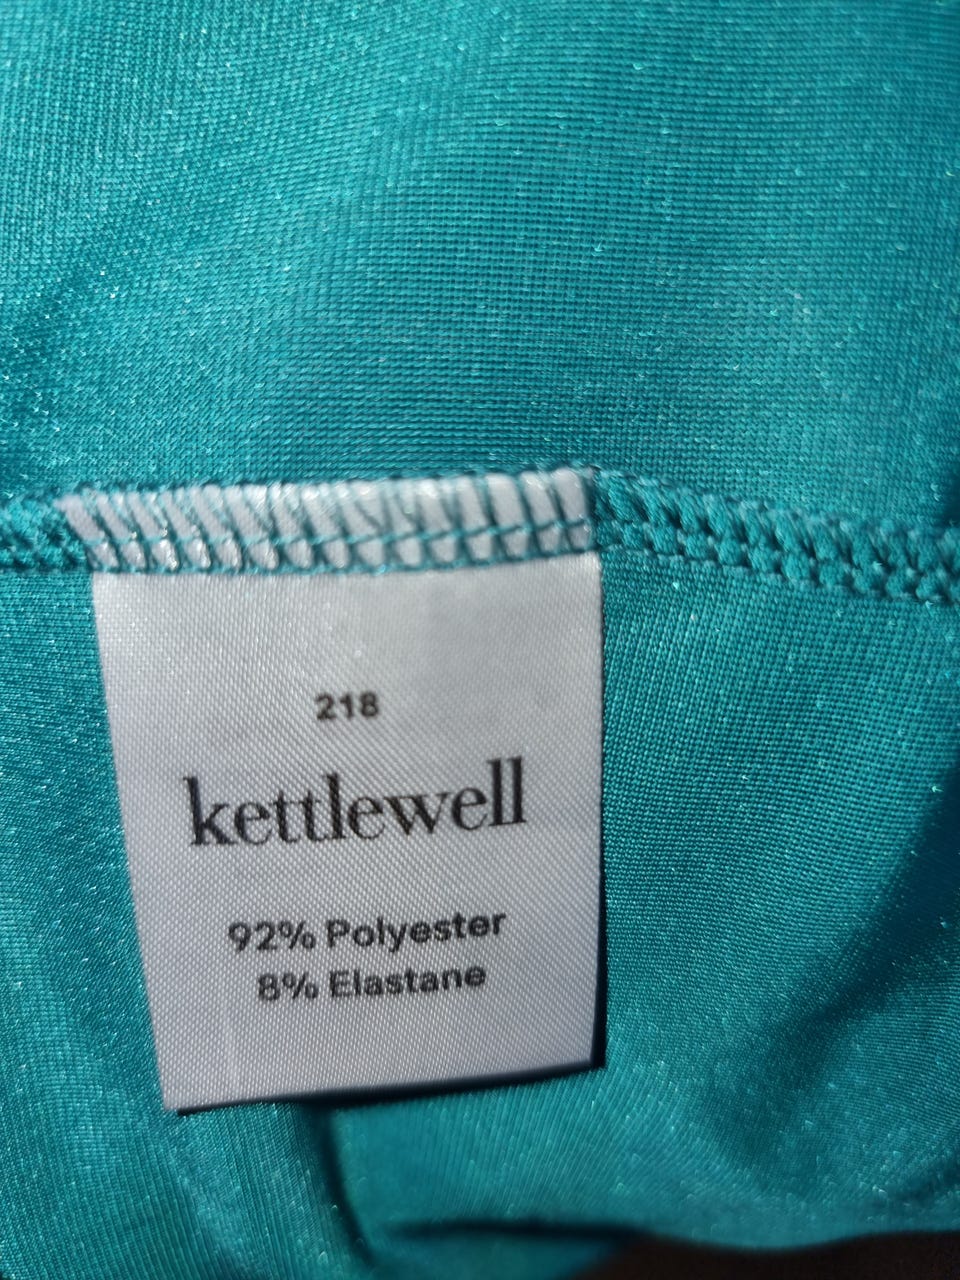 218
kettlewell
92% Polyester
8% Elastane